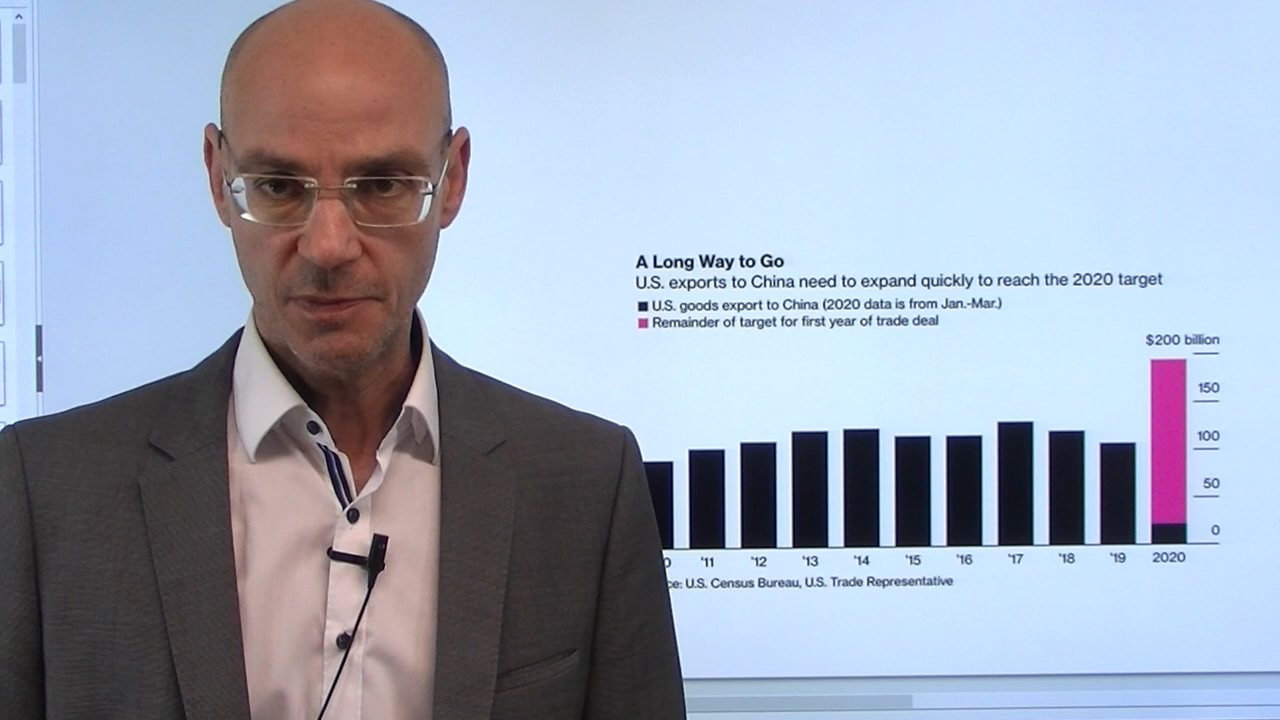 A Long Way to Go
U.S. exports to China need to expand quickly to reach the 2020 target
U.S. goods export to China (2020 data is from Jan.-Mar.)
Remainder of target for first year of trade deal
$200 billion
150
100
50
0
0 '11 '12 '13 '14 '15 '16 '17 '18 '19 2020
ce: U.S. Census Bureau, U.S. Trade Representative